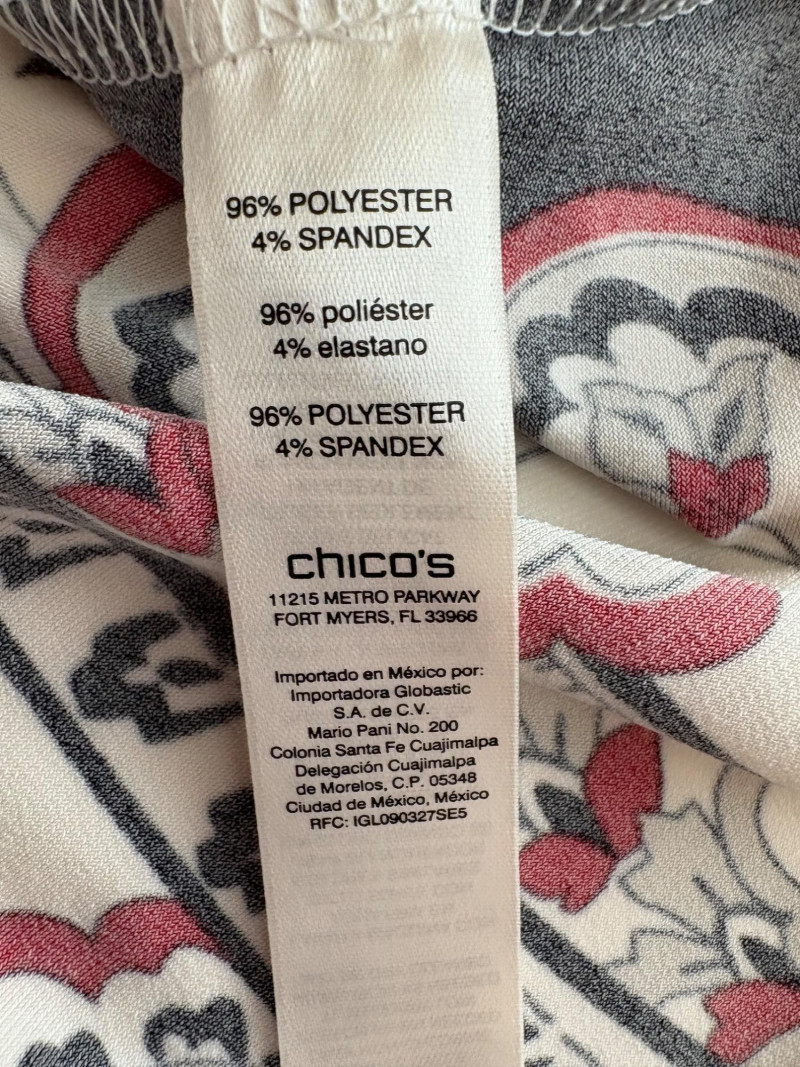 96% POLYESTER
4% SPANDEX
96% poliéster
4% elastano
96% POLYESTER
4% SPANDEX
chico's
11215 METRO PARKWAY
FORT MYERS, FL 33966
Importado en México por:
Importadora Globastic
S.A. de C.V.
Mario Pani No. 200
Colonia Santa Fe Cuajimalpa
Delegación Cuajimalpa
de Morelos, C.P. 05348
Ciudad de México, México
RFC: IGL090327SE5